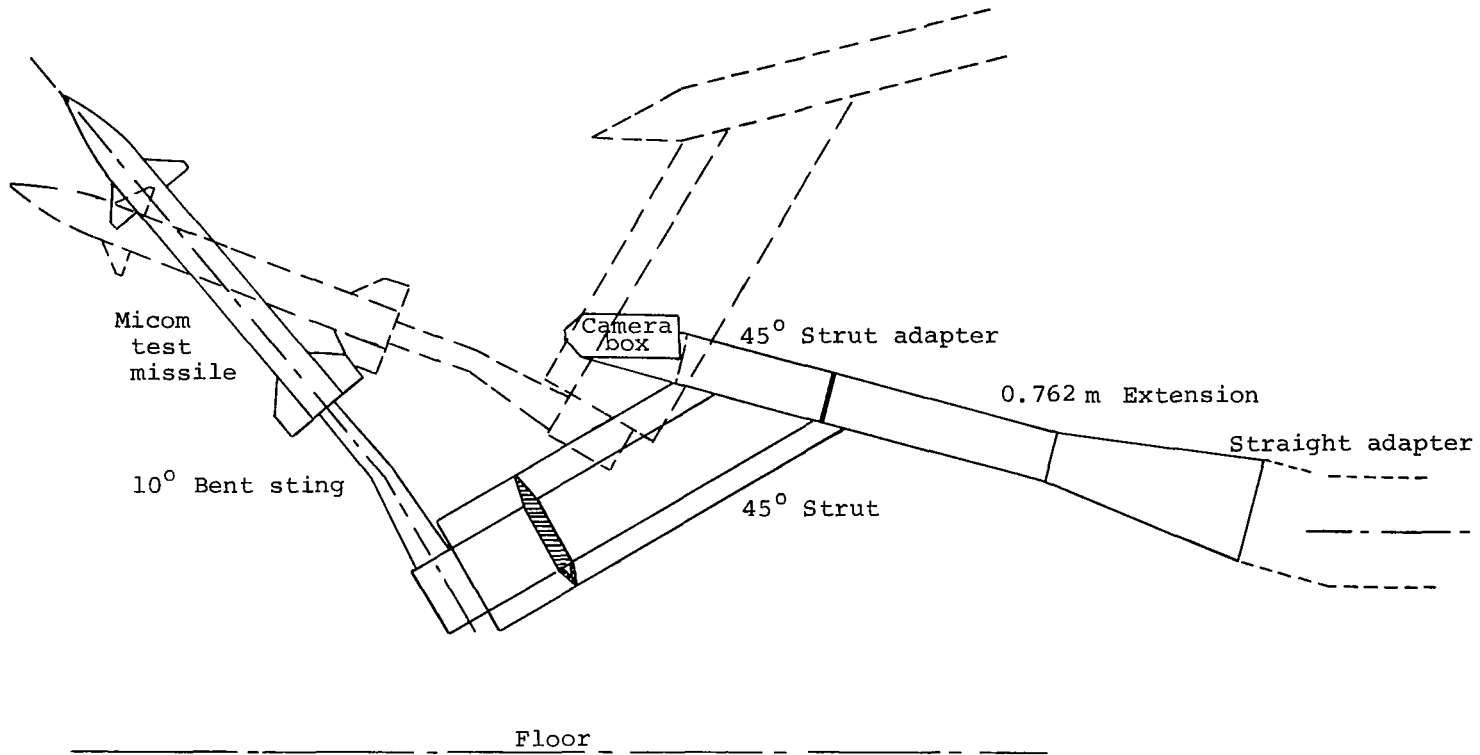 Camera
box
45° Strut adapter
Micom
test
missile
0.762 m Extension
Straight adapter
10° Bent sting
45° Strut
Floor